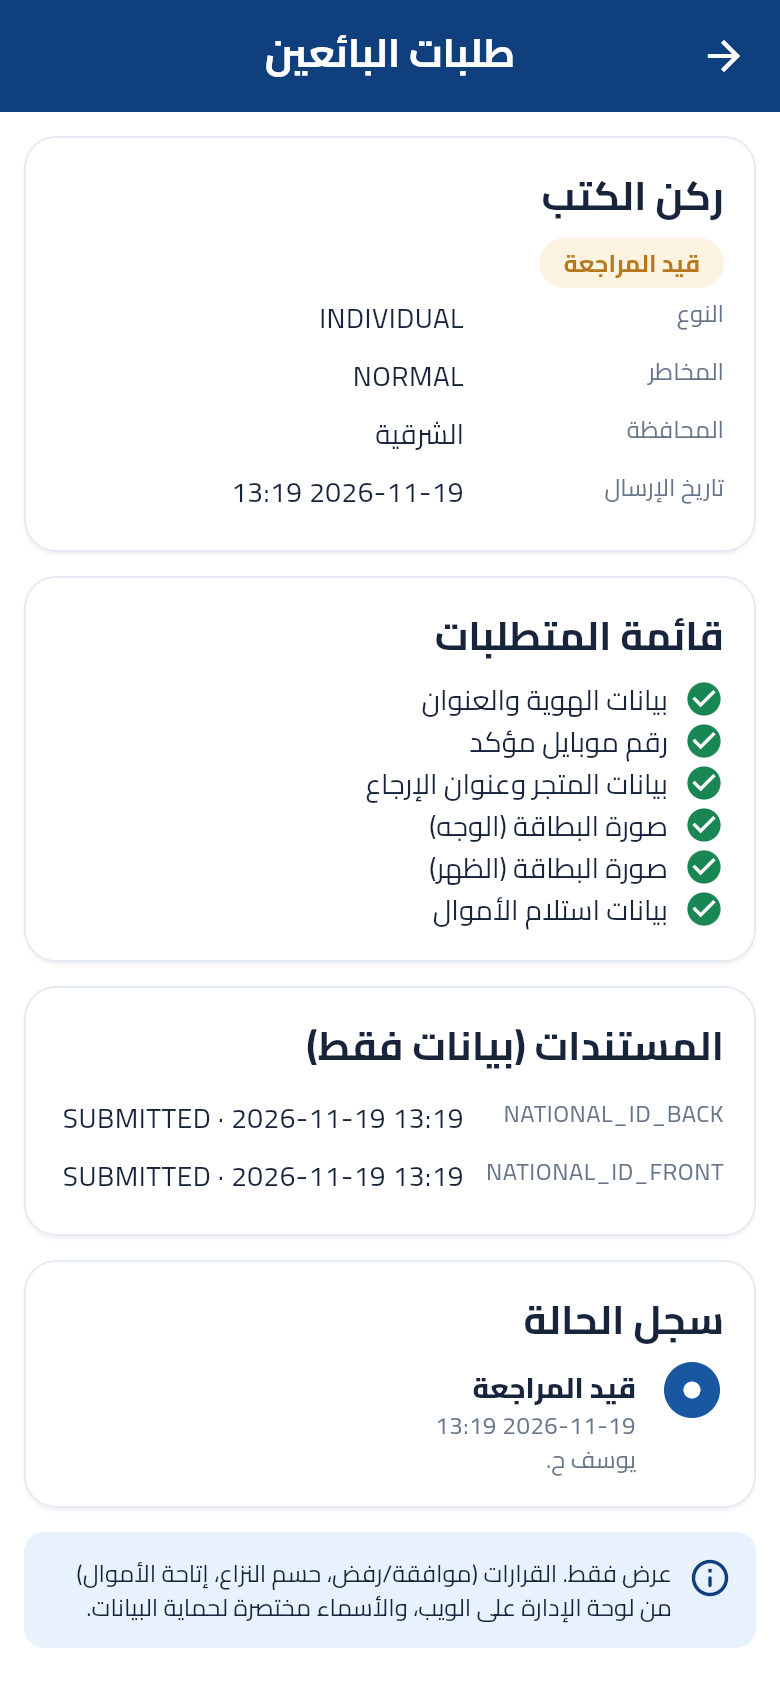 طلبات البائعين
ركن الكتب
قيد المراجعة
النوع INDIVIDUAL
المخاطر NORMAL
المحافظة الشرقية
تاريخ الإرسال 2026-11-19 13:19
قائمة المتطلبات
بيانات الهوية والعنوان
رقم موبايل مؤكد
بيانات المتجر وعنوان الإرجاع
صورة البطاقة (الوجه)
صورة البطاقة (الظهر)
بيانات استلام الأموال
المستندات (بيانات فقط)
NATIONAL_ID_BACK SUBMITTED · 2026-11-19 13:19
NATIONAL_ID_FRONT SUBMITTED · 2026-11-19 13:19
سجل الحالة
قيد المراجعة
2026-11-19 13:19
يوسف ح.
عرض فقط. القرارات (موافقة/رفض، حسم النزاع، إتاحة الأموال)
من لوحة الإدارة على الويب، والأسماء مختصرة لحماية البيانات.